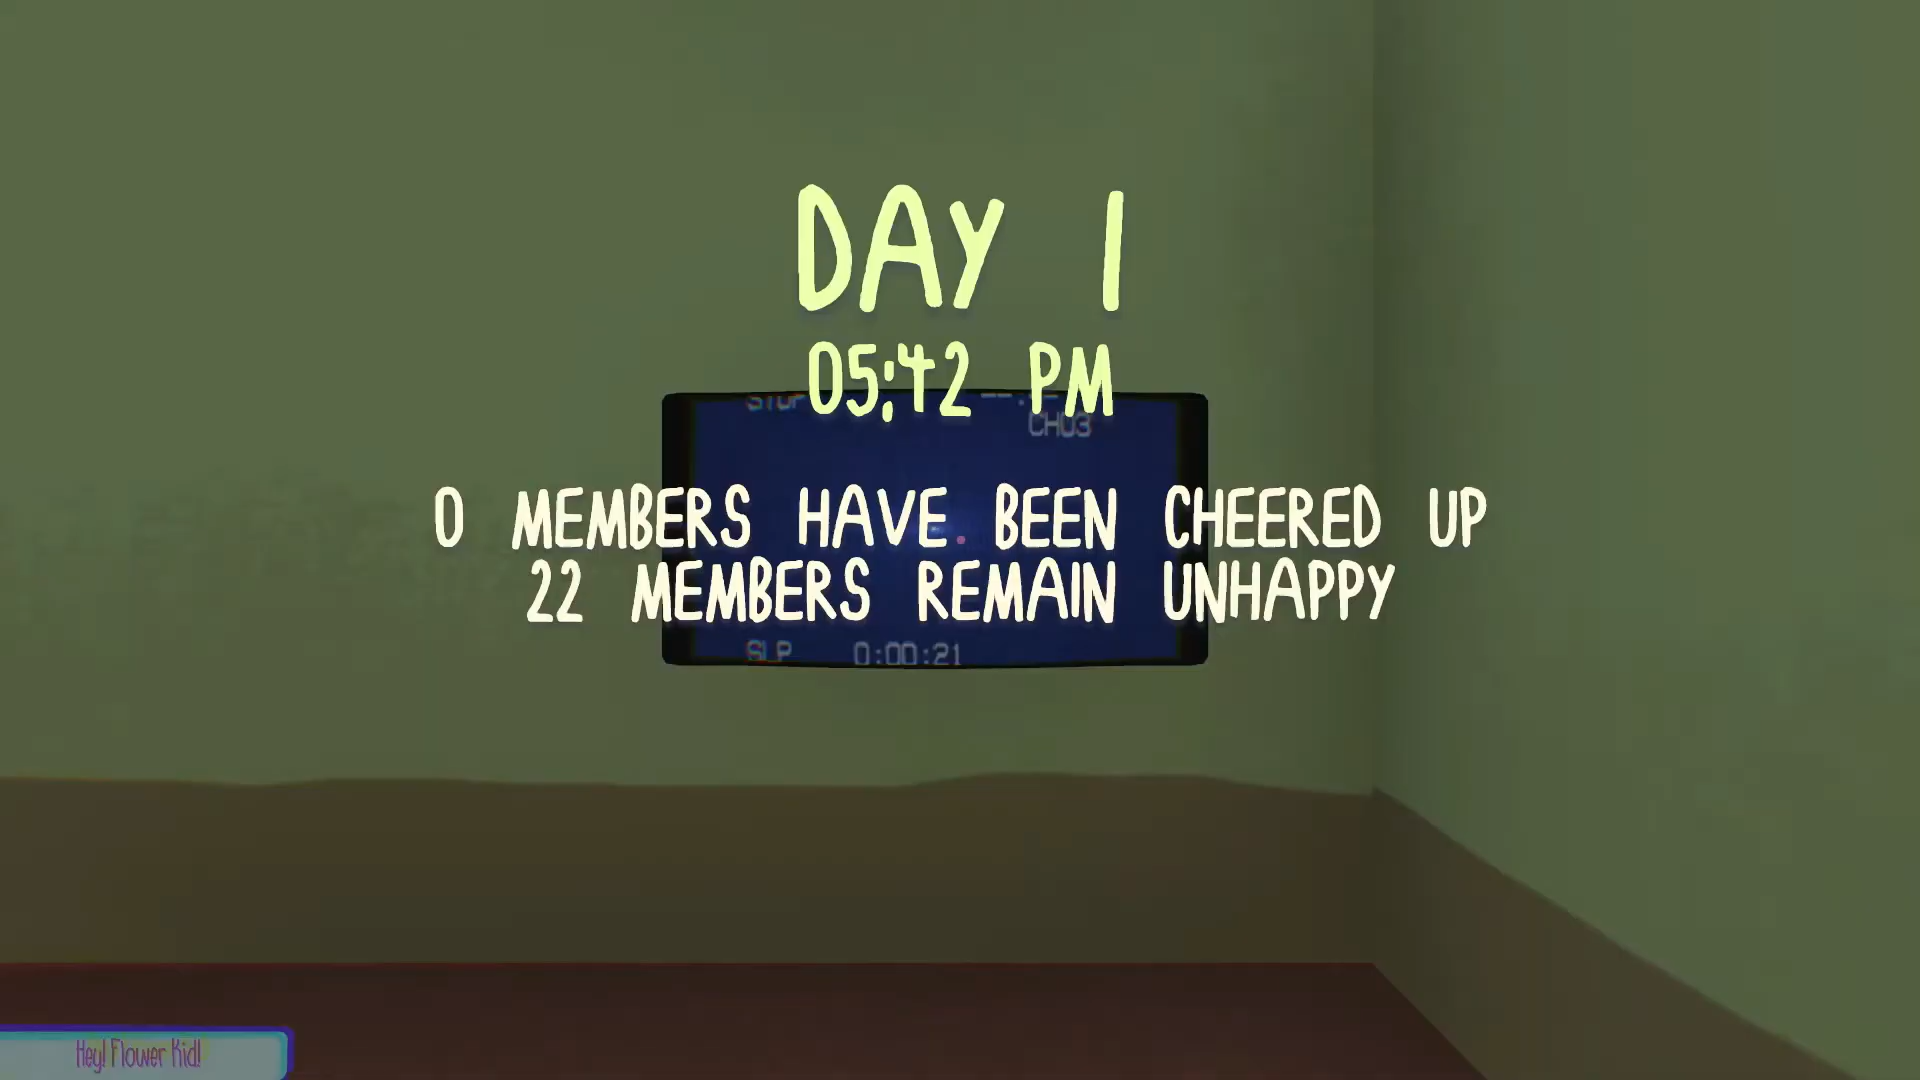 DAY 1
05:42 PM
STOP
CH03
0 MEMBERS HAVE BEEN CHEERED UP
22 MEMBERS REMAIN UNHAPPY
SLP 0:00:21
Hey! Flower Kid!